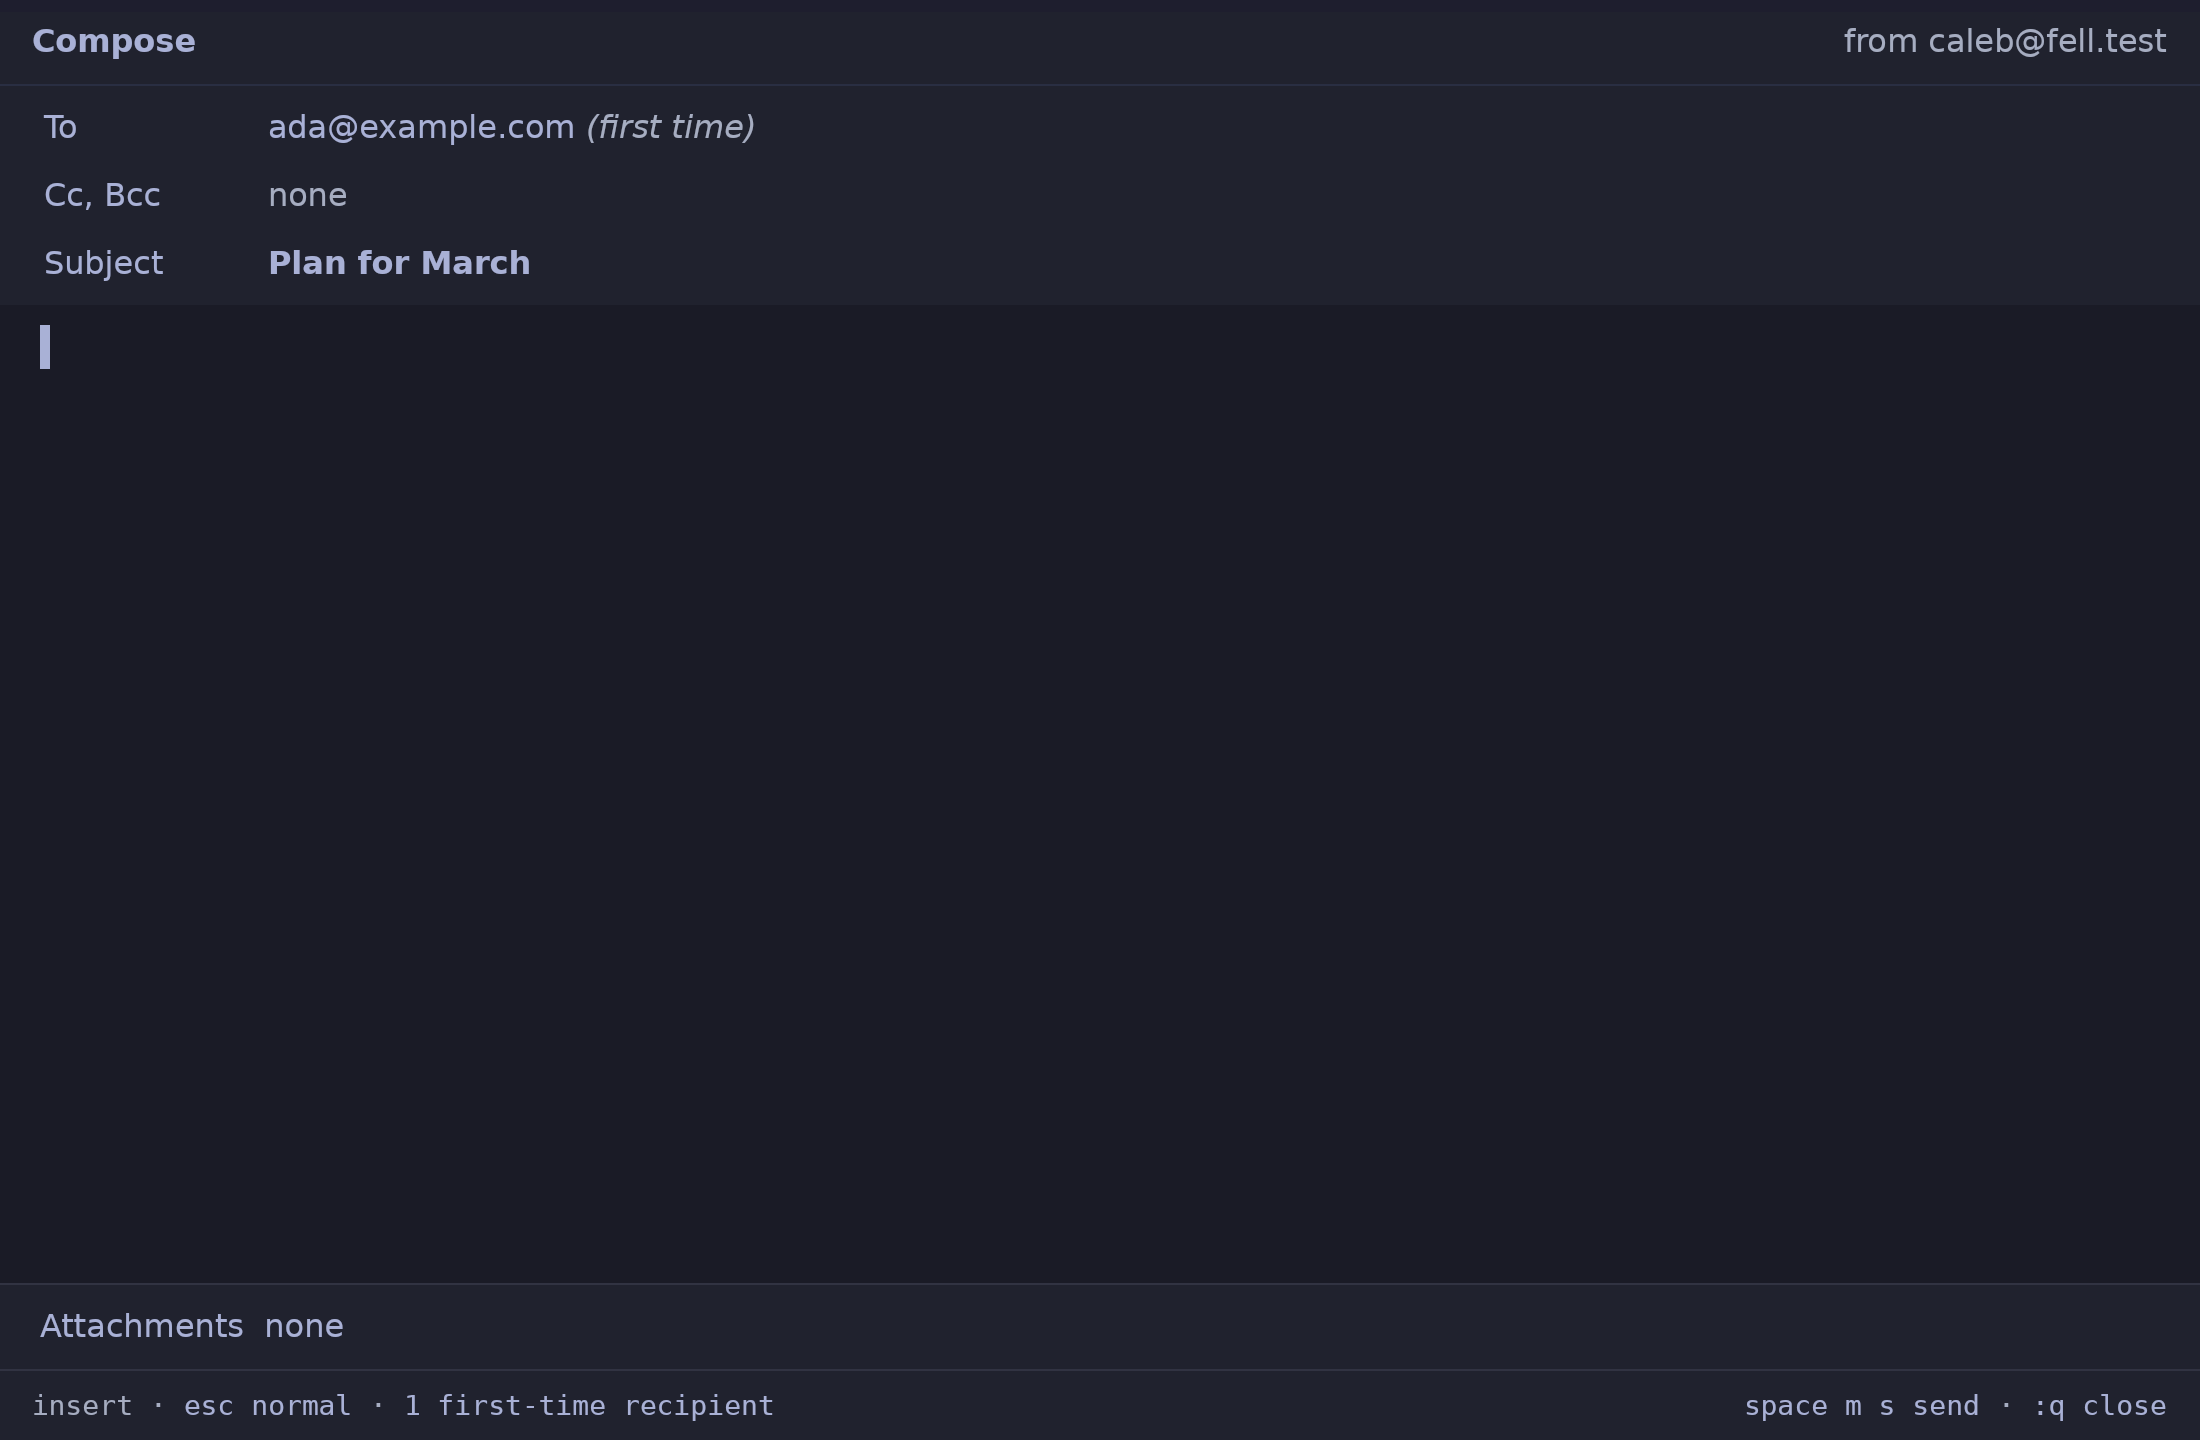 Compose from caleb@fell.test
To ada@example.com (first time)
Cc, Bcc none
Subject Plan for March
Attachments none
insert · esc normal · 1 first-time recipient space m s send · :q close